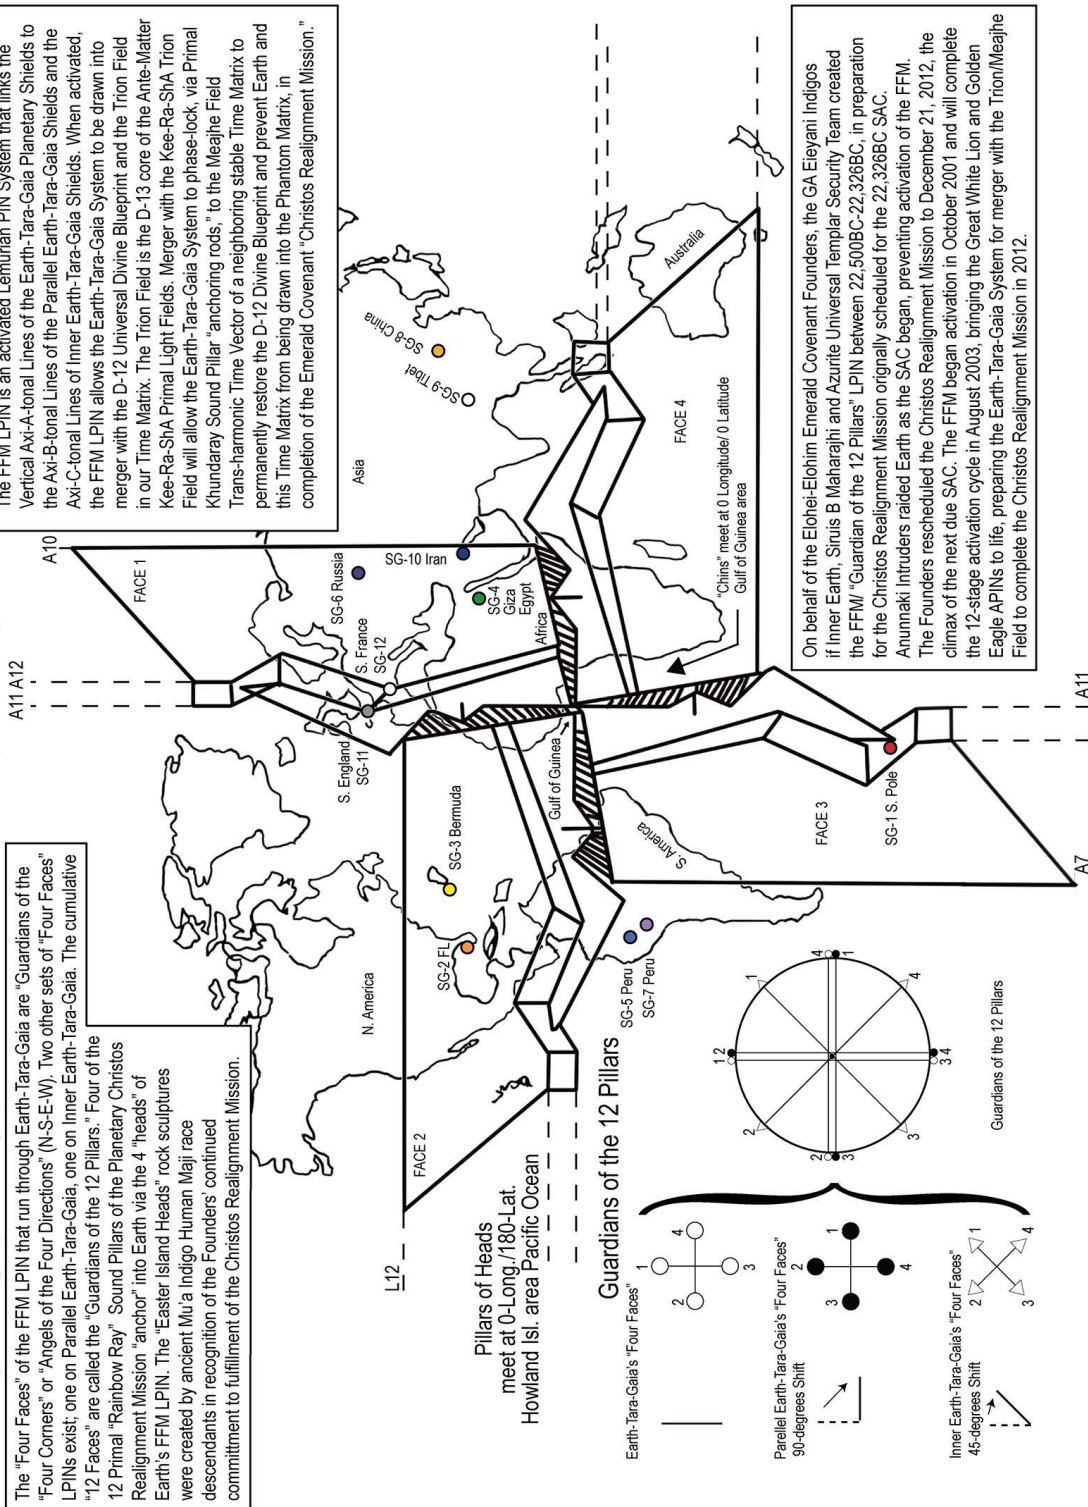 The "Four Faces" of the FFM LPIN that run through Earth-Tara-Gaia are "Guardians of the
"Four Corners" or "Angels of the Four Directions" (N-S-E-W). Two other sets of "Four Faces"
LPINs exist; one on Parallel Earth-Tara-Gaia, one on Inner Earth-Tara-Gaia. The cumulative
"12 Faces" are called the "Guardians of the 12 Pillars." Four of the
12 Primal "Rainbow Ray" Sound Pillars of the Planetary Christos
Realignment Mission "anchor" into Earth via the 4 "heads" of
Earth's FFM LPIN. The "Easter Island Heads" rock sculptures
were created by ancient Mu'a Indigo Human Maji race
descendants in recognition of the Founders' continued
committment to fulfillment of the Christos Realignment Mission.
The FFM LPIN is an activated Lemurian PIN System that links the
Vertical Axi-A-tonal Lines of the Earth-Tara-Gaia Planetary Shields to
the Axi-B-tonal Lines of the Parallel Earth-Tara-Gaia Shields and the
Axi-C-tonal Lines of Inner Earth-Tara-Gaia Shields. When activated,
the FFM LPIN allows the Earth-Tara-Gaia System to be drawn into
merger with the D-12 Universal Divine Blueprint and the Trion Field
in our Time Matrix. The Trion Field is the D-13 core of the Ante-Matter
Kee-Ra-ShA Primal Light Fields. Merger with the Kee-Ra-ShA Trion
Field will allow the Earth-Tara-Gaia System to phase-lock, via Primal
Khundaray Sound Pillar "anchoring rods," to the Meajhe Field
Trans-harmonic Time Vector of a neighboring stable Time Matrix to
permanently restore the D-12 Divine Blueprint and prevent Earth and
this Time Matrix from being drawn into the Phantom Matrix, in
completion of the Emerald Covenant "Christos Realignment Mission."
A11 A12
A10
FACE 1
L12
FACE 2
N. America
SG-2 FL
SG-3 Bermuda
S. England
SG-11
S. France
SG-12
SG-6 Russia
SG-10 Iran
SG-4
Giza
Egypt
Africa
Asia
SG-9 Tibet
SG-8 China
Australia
FACE 4
"Chins" meet at 0 Longitude/ 0 Latitude
Gulf of Guinea area
Gulf of Guinea
S. America
FACE 3
SG-1 S. Pole
SG-5 Peru
SG-7 Peru
A7
A11
Pillars of Heads
meet at 0-Long./180-Lat.
Howland Isl. area Pacific Ocean
Guardians of the 12 Pillars
Earth-Tara-Gaia's "Four Faces"
1
2
4
3
Parellel Earth-Tara-Gaia's "Four Faces"
90-degrees Shift
2
3
1
4
Inner Earth-Tara-Gaia's "Four Faces"
45-degrees Shift
2
1
3
4
1 2
2
1
2
3
4
1
3
4
3 4
Guardians of the 12 Pillars
On behalf of the Elohei-Elohim Emerald Covenant Founders, the GA Eieyani Indigos
if Inner Earth, Siruis B Maharajhi and Azurite Universal Templar Security Team created
the FFM/ "Guardian of the 12 Pillars" LPIN between 22,500BC-22,326BC, in preparation
for the Christos Realignment Mission orignally scheduled for the 22,326BC SAC.
Anunnaki Intruders raided Earth as the SAC began, preventing activation of the FFM.
The Founders rescheduled the Christos Realignment Mission to December 21, 2012, the
climax of the next due SAC. The FFM began activation in October 2001 and will complete
the 12-stage activation cycle in August 2003, bringing the Great White Lion and Golden
Eagle APINs to life, preparing the Earth-Tara-Gaia System for merger with the Trion/Meajhe
Field to complete the Christos Realignment Mission in 2012.